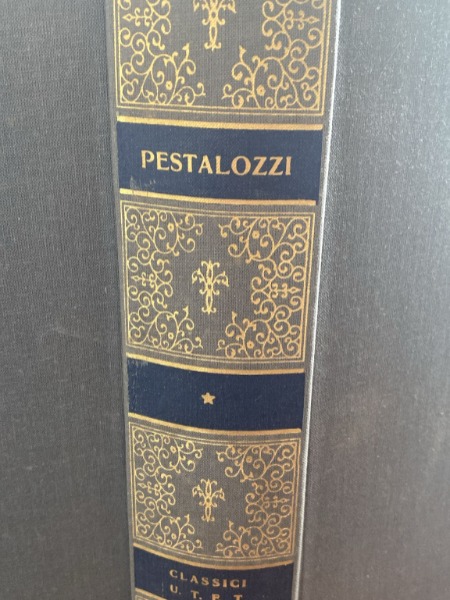 PESTALOZZI
CLASSICI
U. T. E. T